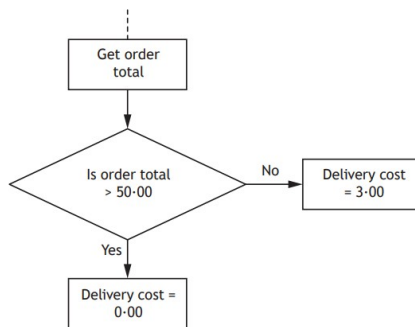 Get order
total
Is order total
> 50·00
No
Delivery cost
= 3·00
Yes
Delivery cost =
0·00